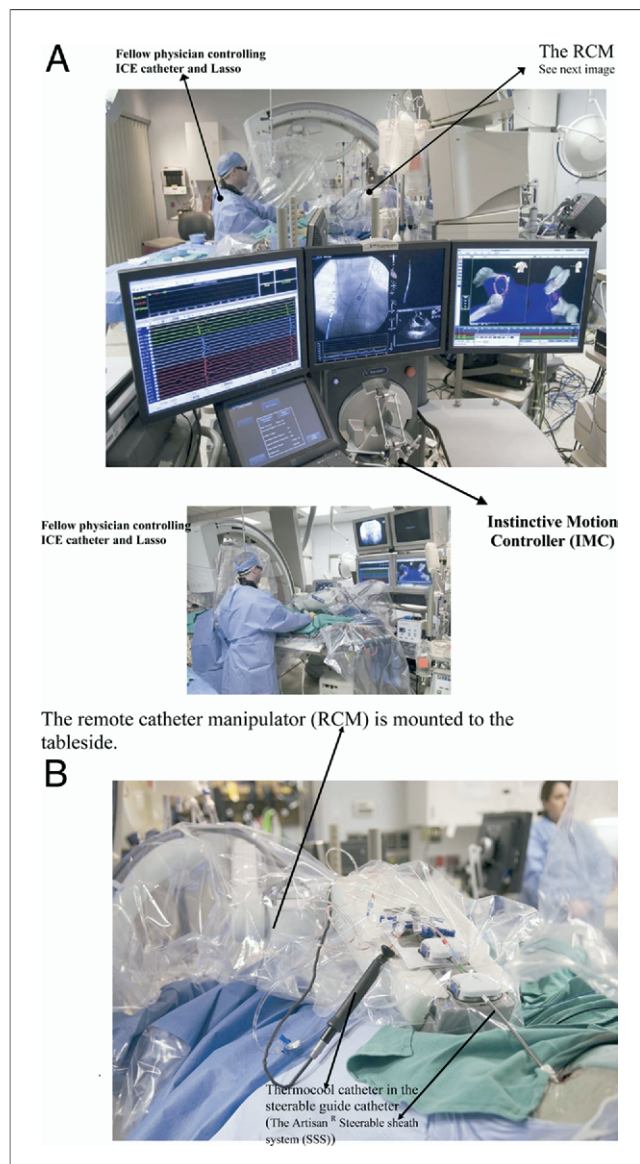 A
Fellow physician controlling
ICE catheter and Lasso
The RCM
See next image
Fellow physician controlling
ICE catheter and Lasso
Instinctive Motion
Controller (IMC)
The remote catheter manipulator (RCM) is mounted to the
tableside.
B
Thermocool catheter in the
steerable guide catheter
(The Artisan R Steerable sheath
system (SSS))